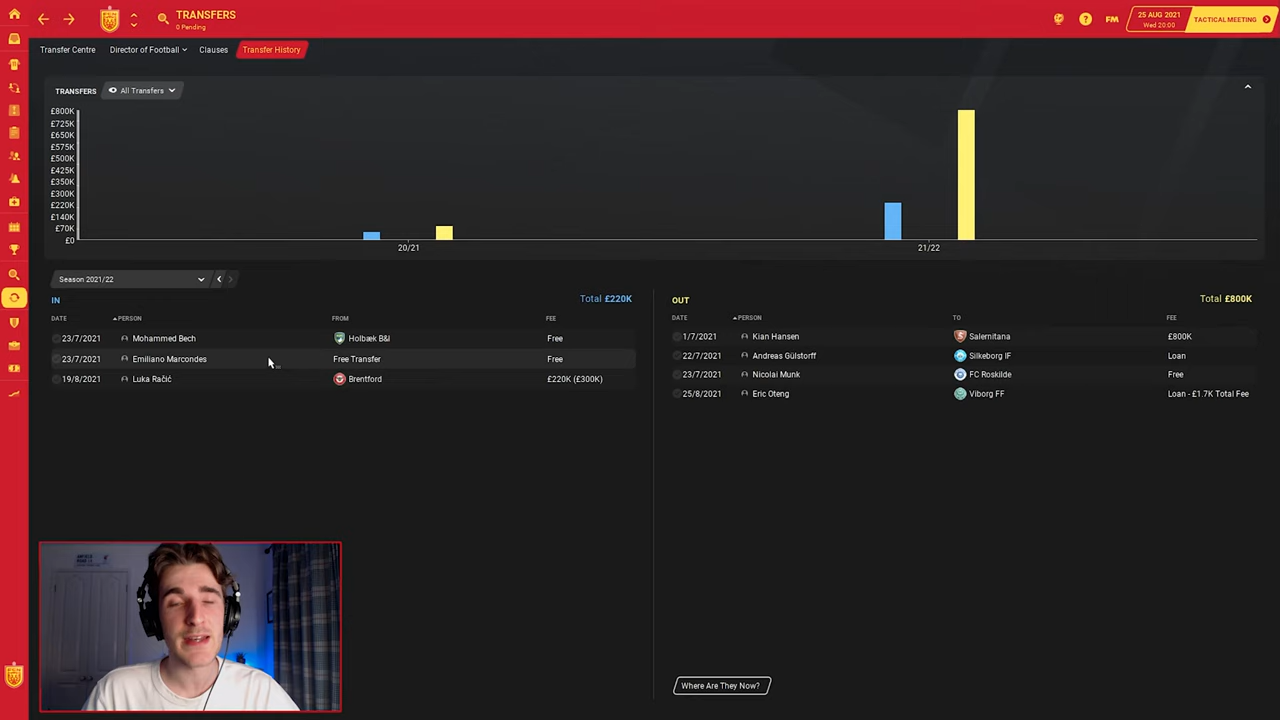 TRANSFERS
0 Pending
FM
25 AUG 2021
Wed 20:00
TACTICAL MEETING
Transfer Centre
Director of Football
Clauses
Transfer History
TRANSFERS
All Transfers
£800K
£725K
£650K
£575K
£500K
£425K
£350K
£300K
£220K
£140K
£70K
£0
20/21
21/22
Season 2021/22
IN
Total £220K
DATE PERSON FROM FEE
23/7/2021 Mohammed Bech Holbæk B&I Free
23/7/2021 Emiliano Marcondes Free Transfer Free
19/8/2021 Luka Račić Brentford £220K (£300K)
OUT
Total £800K
DATE PERSON TO FEE
1/7/2021 Kian Hansen Salernitana £800K
22/7/2021 Andreas Gülstorff Silkeborg IF Loan
23/7/2021 Nicolai Munk FC Roskilde Free
25/8/2021 Eric Oteng Viborg FF Loan - £1.7K Total Fee
Where Are They Now?